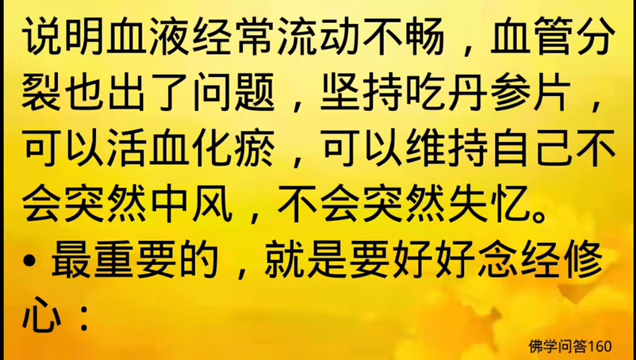 说明血液经常流动不畅，血管分
裂也出了问题，坚持吃丹参片，
可以活血化瘀，可以维持自己不
会突然中风，不会突然失忆。
• 最重要的，就是要好好念经修
心：
佛学问答160